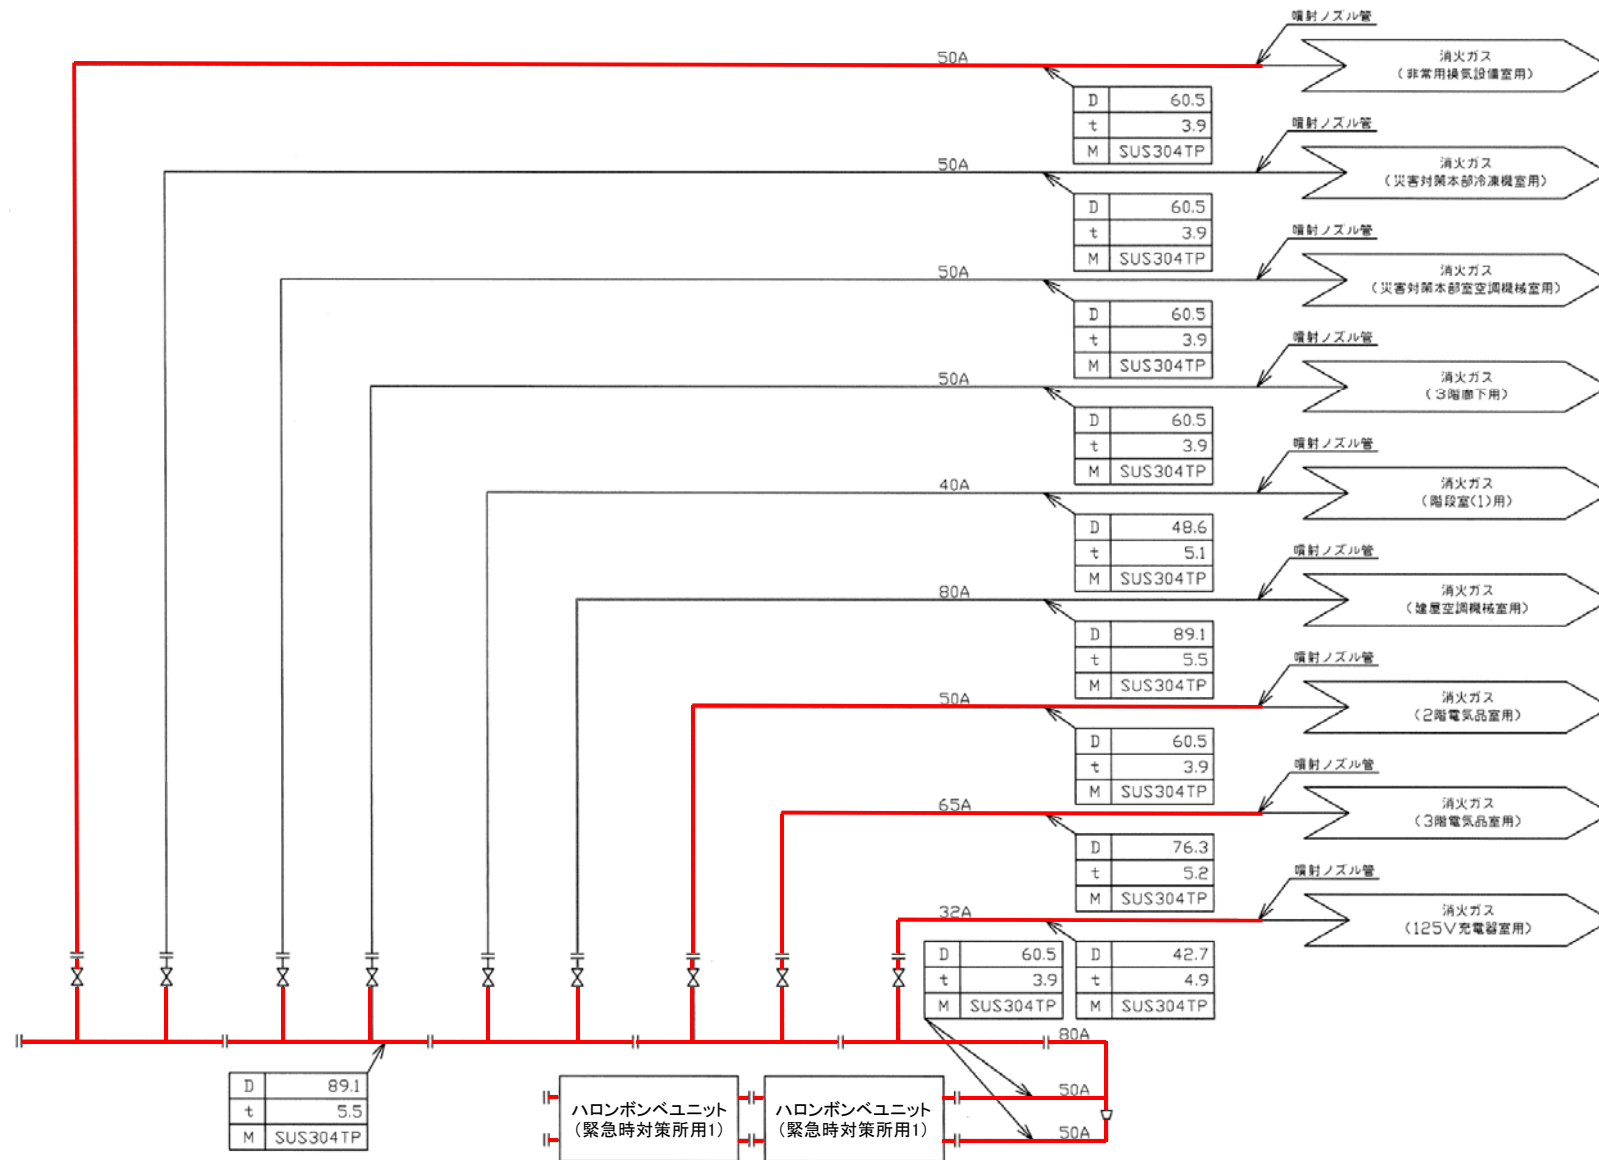 噴射ノズル管
50A
消火ガス
(非常用換気設備室用)
D 60.5
t 3.9
M SUS304TP
噴射ノズル管
50A
消火ガス
(災害対策本部冷凍機室用)
D 60.5
t 3.9
M SUS304TP
噴射ノズル管
50A
消火ガス
(災害対策本部室空調機械室用)
D 60.5
t 3.9
M SUS304TP
噴射ノズル管
50A
消火ガス
(3階廊下用)
D 60.5
t 3.9
M SUS304TP
噴射ノズル管
40A
消火ガス
(階段室(1)用)
D 48.6
t 5.1
M SUS304TP
噴射ノズル管
80A
消火ガス
(建屋空調機械室用)
D 89.1
t 5.5
M SUS304TP
噴射ノズル管
50A
消火ガス
(2階電気品室用)
D 60.5
t 3.9
M SUS304TP
噴射ノズル管
65A
消火ガス
(3階電気品室用)
D 76.3
t 5.2
M SUS304TP
噴射ノズル管
32A
消火ガス
(125V充電器室用)
D 60.5
t 3.9
M SUS304TP
D 42.7
t 4.9
M SUS304TP
80A
D 89.1
t 5.5
M SUS304TP
ハロンボンベユニット
(緊急時対策所用1)
ハロンボンベユニット
(緊急時対策所用1)
50A
50A